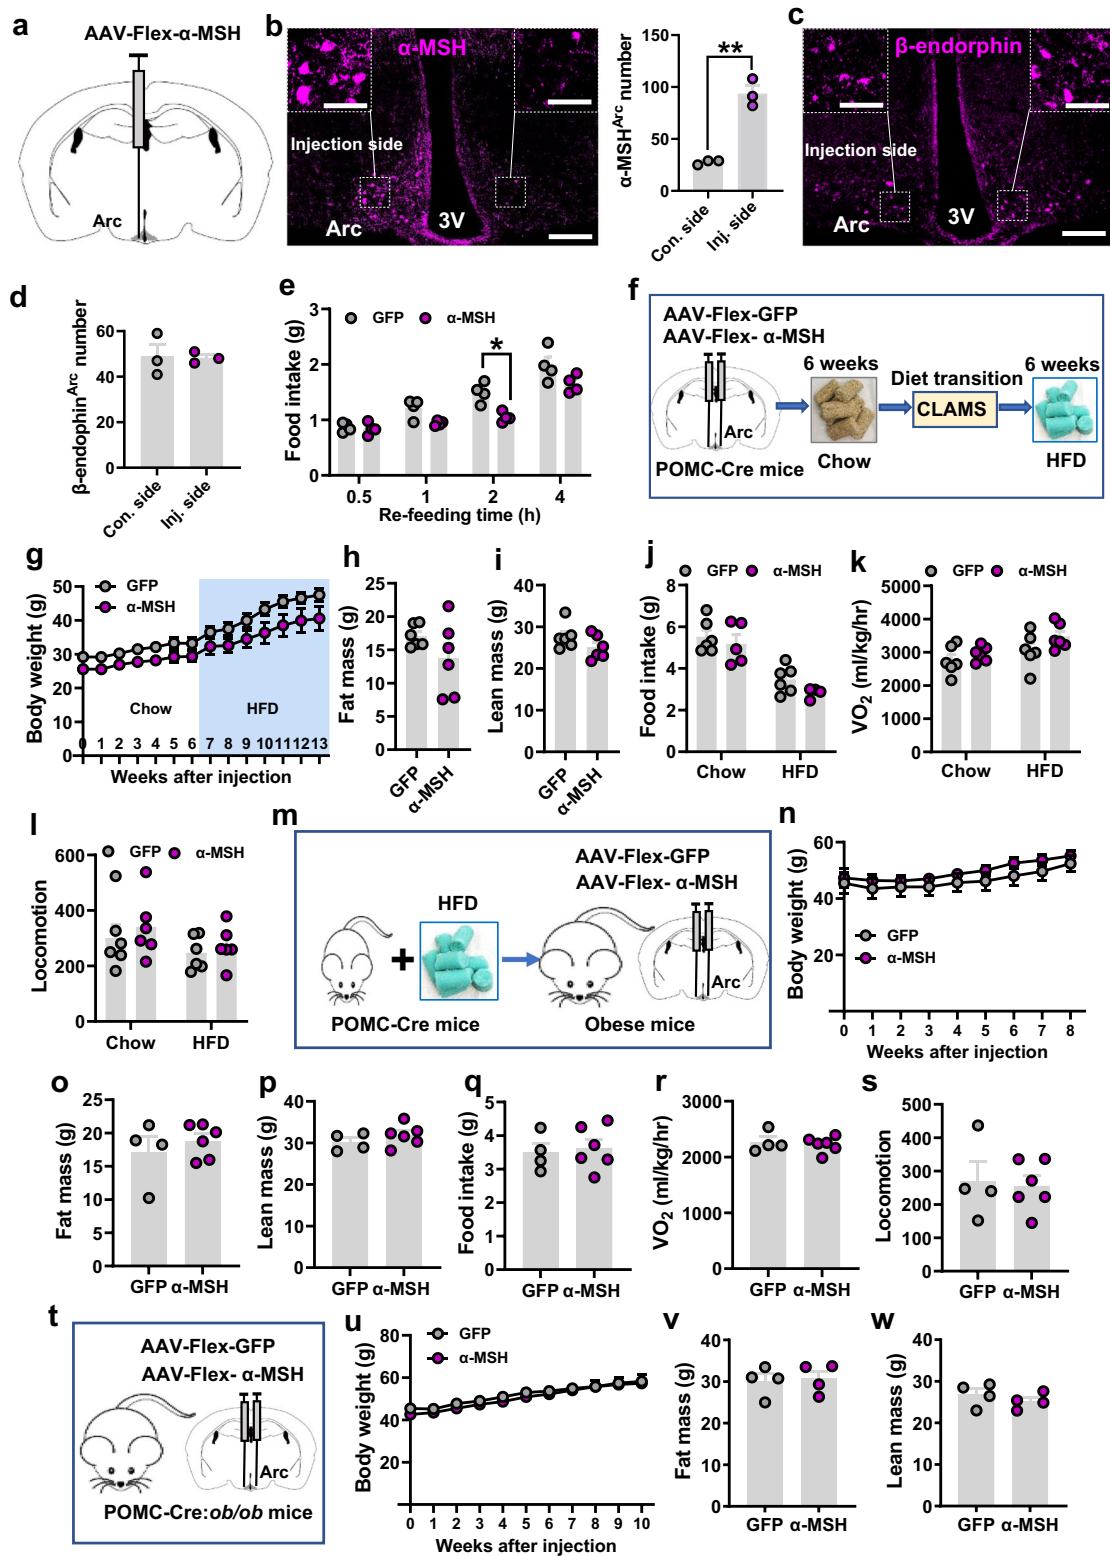 a
AAV-Flex-α-MSH
Arc
b
α-MSH
Injection side
Arc
3V
α-MSHArc number
150
100
50
0
**
Con. side
Inj. side
c
β-endorphin
Injection side
Arc
3V
d
β-endophinArc number
60
40
20
0
Con. side
Inj. side
e
Food intake (g)
3
2
1
0
GFP
α-MSH
*
0.5 1 2 4
Re-feeding time (h)
f
AAV-Flex-GFP
AAV-Flex- α-MSH
6 weeks
Diet transition
6 weeks
CLAMS
Arc
POMC-Cre mice
Chow
HFD
g
Body weight (g)
50
40
30
20
10
0
GFP
α-MSH
Chow HFD
0 1 2 3 4 5 6 7 8 9 10 11 12 13
Weeks after injection
h
Fat mass (g)
25
20
15
10
5
0
GFP
α-MSH
i
Lean mass (g)
40
30
20
10
0
GFP
α-MSH
j
GFP α-MSH
Food intake (g)
6
4
2
0
Chow HFD
k
GFP α-MSH
VO2 (ml/kg/hr)
5000
4000
3000
2000
1000
0
Chow HFD
l
GFP α-MSH
Locomotion
600
400
200
0
Chow HFD
m
AAV-Flex-GFP
AAV-Flex- α-MSH
HFD
Arc
POMC-Cre mice
Obese mice
n
Body weight (g)
60
40
20
GFP
α-MSH
0 1 2 3 4 5 6 7 8
Weeks after injection
o
Fat mass (g)
25
20
15
10
5
0
GFP α-MSH
p
Lean mass (g)
40
30
20
10
0
GFP α-MSH
q
Food intake (g)
5
4
3
2
1
0
GFP α-MSH
r
VO2 (ml/kg/hr)
3000
2000
1000
0
GFP α-MSH
s
Locomotion
500
400
300
200
100
0
GFP α-MSH
t
AAV-Flex-GFP
AAV-Flex- α-MSH
Arc
POMC-Cre:ob/ob mice
u
Body weight (g)
80
60
40
20
GFP
α-MSH
0 1 2 3 4 5 6 7 8 9 10
Weeks after injection
v
Fat mass (g)
40
30
20
10
0
GFP α-MSH
w
Lean mass (g)
40
30
20
10
0
GFP α-MSH